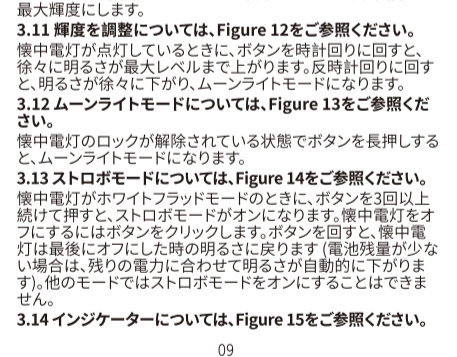 最大輝度にします。
3.11 輝度を調整については、Figure 12をご参照ください。
懐中電灯が点灯しているときに、ボタンを時計回りに回すと、
徐々に明るさが最大レベルまで上がります。反時計回りに回す
と、明るさが徐々に下がり、ムーンライトモードになります。
3.12 ムーンライトモードについては、Figure 13をご参照くだ
さい。
懐中電灯のロックが解除されている状態でボタンを長押しする
と、ムーンライトモードになります。
3.13 ストロボモードについては、Figure 14をご参照ください。
懐中電灯がホワイトフラッドモードのときに、ボタンを3回以上
続けて押すと、ストロボモードがオンになります。懐中電灯をオ
フにするにはボタンをクリックします。ボタンを回すと、懐中電
灯は最後にオフにした時の明るさに戻ります (電池残量が少な
い場合は、残りの電力に合わせて明るさが自動的に下がりま
す)。他のモードではストロボモードをオンにすることはできま
せん。
3.14 インジケーターについては、Figure 15をご参照ください。
09